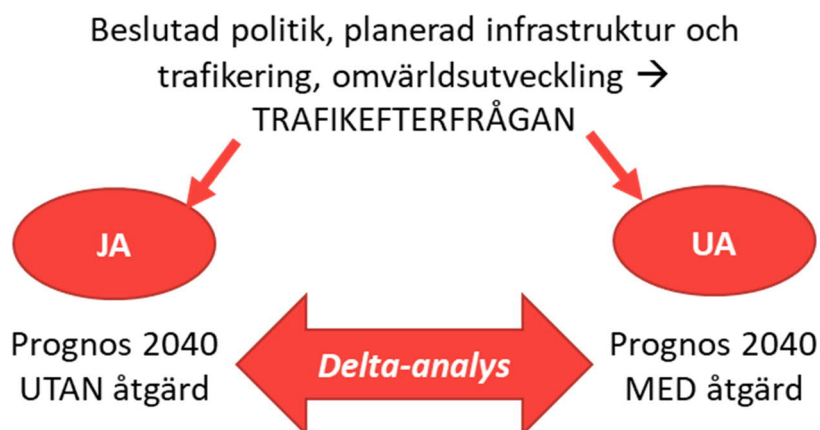 Beslutad politik, planerad infrastruktur och
trafikering, omvärldsutveckling →
TRAFIKEFTERFRÅGAN
JA
UA
Prognos 2040
UTAN åtgärd
Delta-analys
Prognos 2040
MED åtgärd